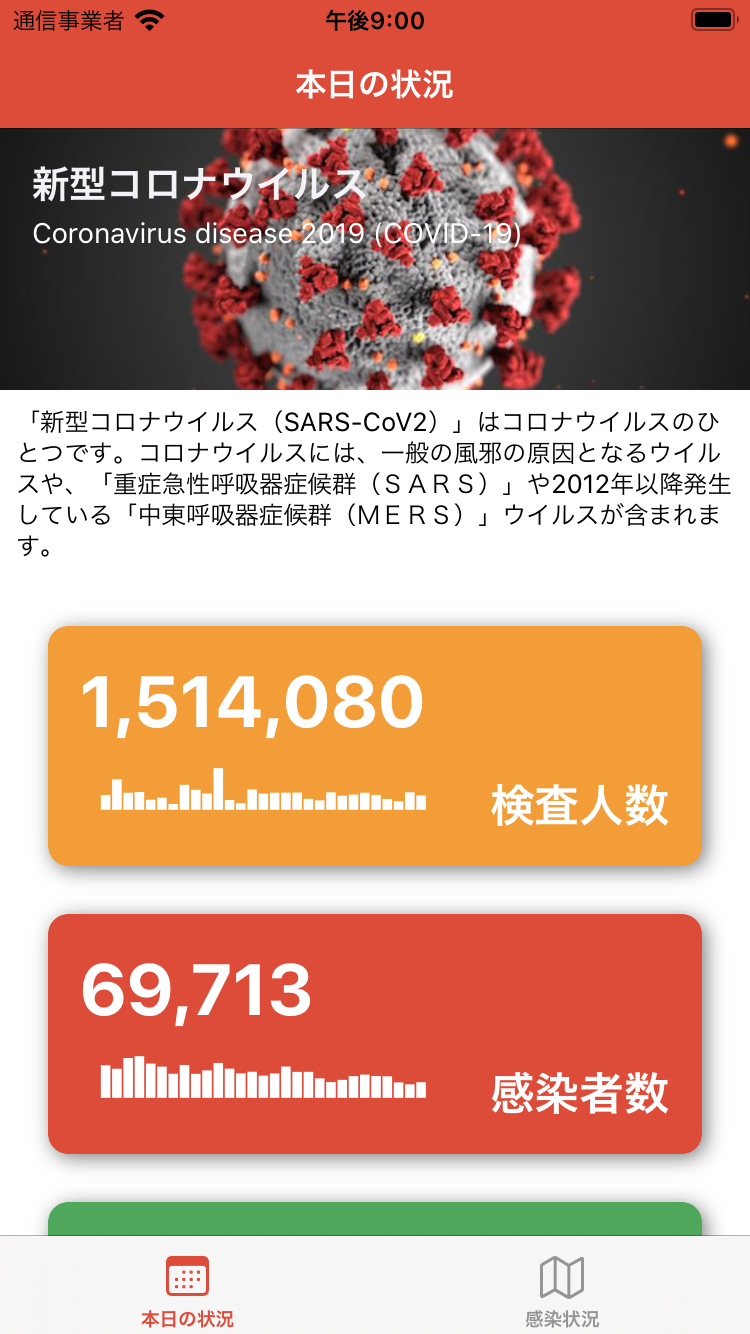 通信事業者 午後9:00
本日の状況
新型コロナウイルス
Coronavirus disease 2019 (COVID-19)
「新型コロナウイルス（SARS-CoV2）」はコロナウイルスのひ
とつです。コロナウイルスには、一般の風邪の原因となるウイル
スや、「重症急性呼吸器症候群（ＳＡＲＳ）」や2012年以降発生
している「中東呼吸器症候群（ＭＥＲＳ）」ウイルスが含まれま
す。
1,514,080
検査人数
69,713
感染者数
本日の状況 感染状況